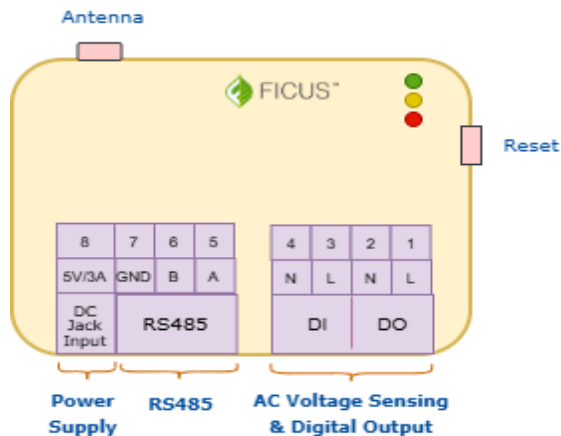 Antenna
FICUS™
Reset
8 7 6 5 4 3 2 1
5V/3A GND B A N L N L
DC
Jack
Input
RS485
DI DO
Power
Supply
RS485
AC Voltage Sensing
& Digital Output